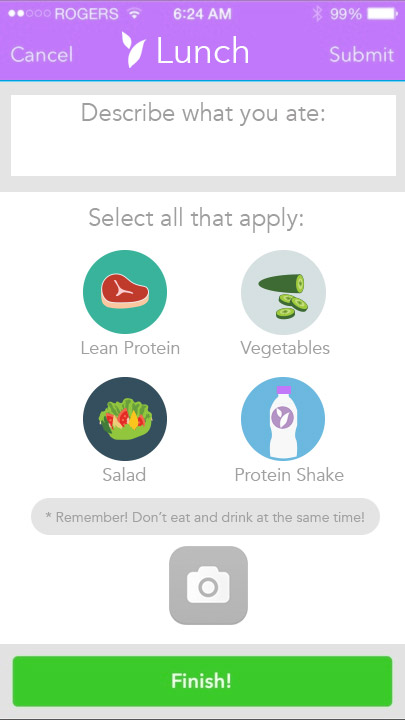 ROGERS 6:24 AM 99%
Cancel Lunch Submit
Describe what you ate:
Select all that apply:
Lean Protein Vegetables
Salad Protein Shake
* Remember! Don't eat and drink at the same time!
Finish!